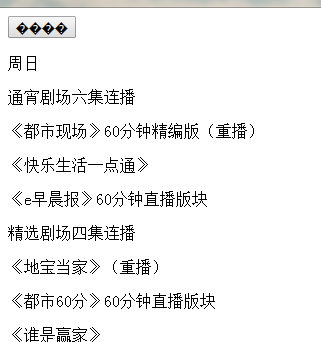 ����
周日
通宵剧场六集连播
《都市现场》60分钟精编版（重播）
《快乐生活一点通》
《e早晨报》60分钟直播版块
精选剧场四集连播
《地宝当家》（重播）
《都市60分》60分钟直播版块
《谁是赢家》